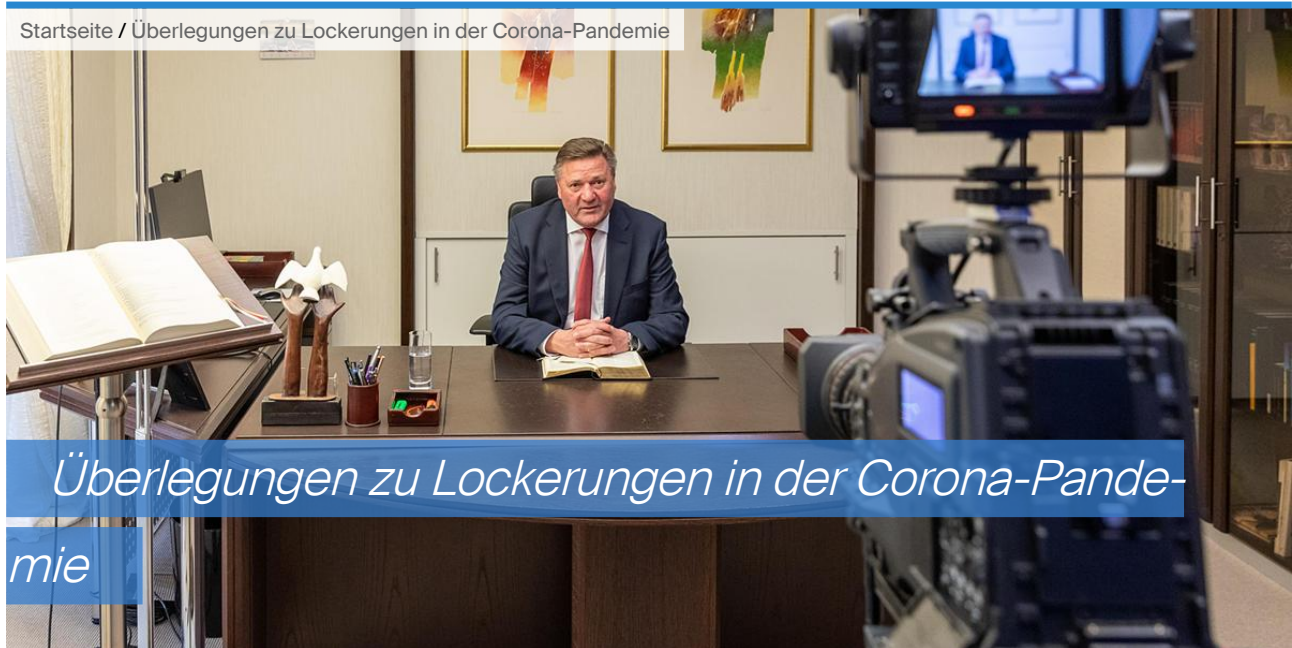 Startseite / Überlegungen zu Lockerungen in der Corona-Pandemie
Überlegungen zu Lockerungen in der Corona-Pande-
mie